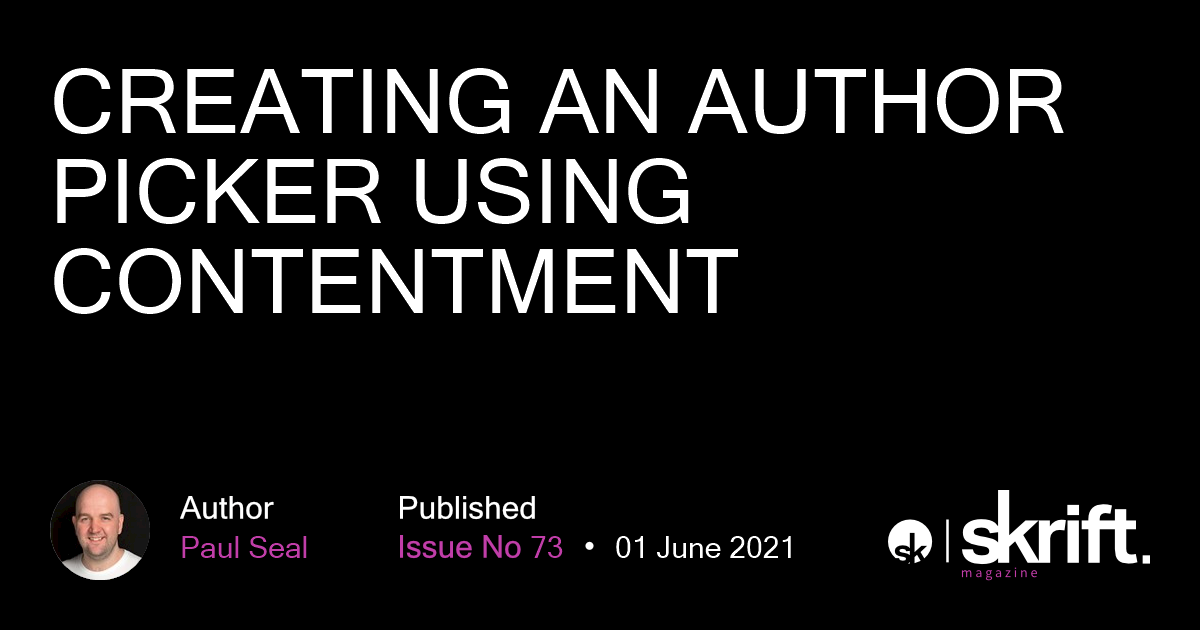 CREATING AN AUTHOR
PICKER USING
CONTENTMENT
Author
Paul Seal
Published
Issue No 73 • 01 June 2021
sk
skrift.
magazine